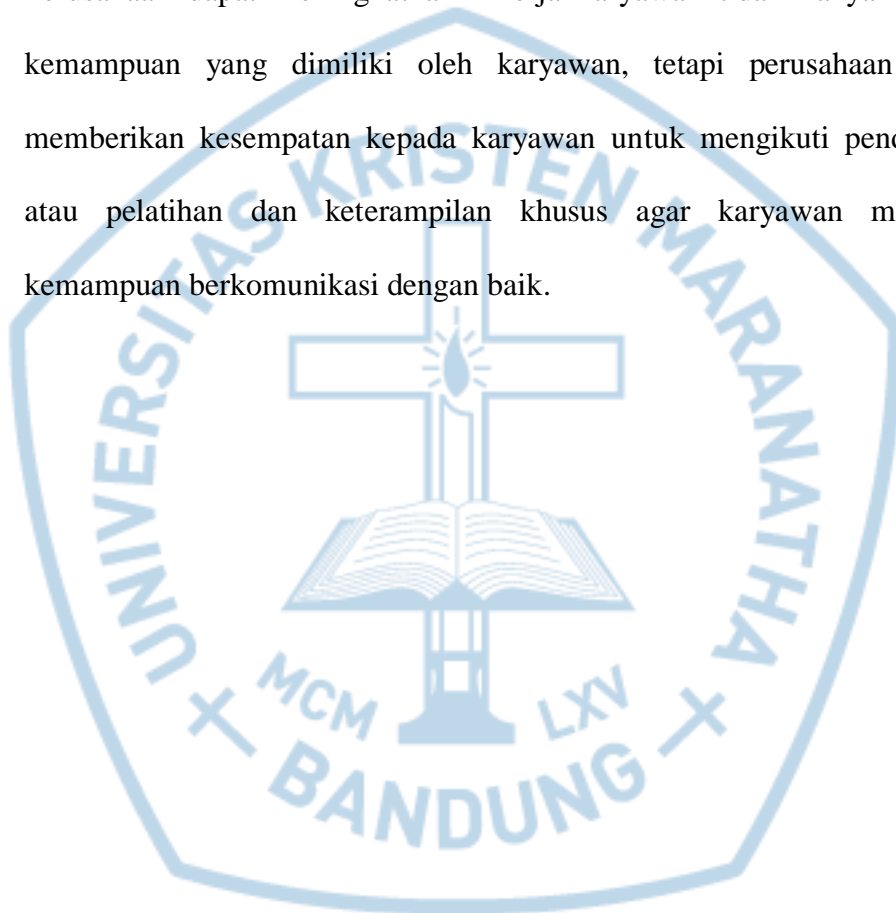 kemampuan yang dimiliki oleh karyawan, tetapi perusahaan
memberikan kesempatan kepada karyawan untuk mengikuti pend
atau pelatihan dan keterampilan khusus agar karyawan m
kemampuan berkomunikasi dengan baik.
UNIVERSITAS KRISTEN MARANATHA
MCM LXV
BANDUNG